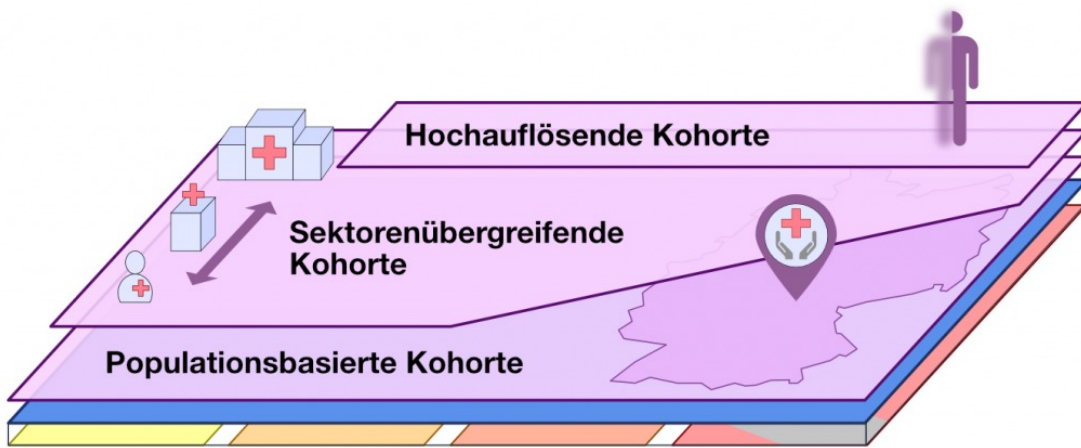 Hochauflösende Kohorte
Sektorenübergreifende
Kohorte
Populationsbasierte Kohorte